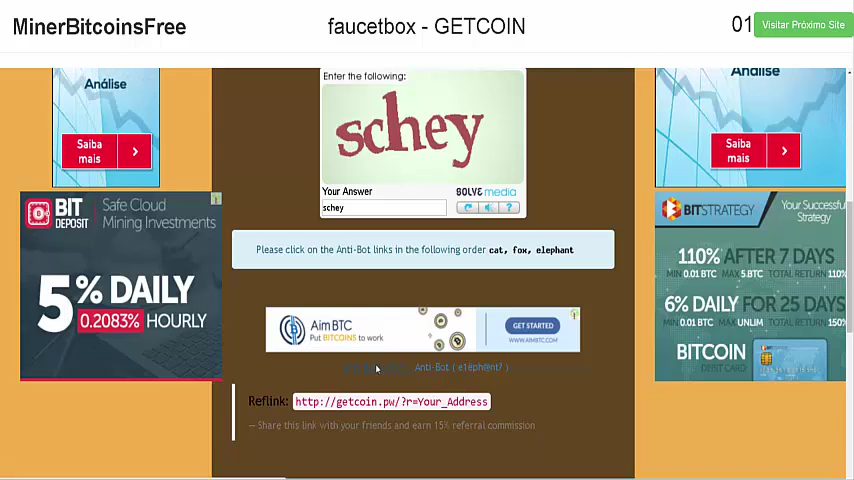 MinerBitcoinsFree
faucetbox - GETCOIN
01
Visitar Próximo Site
Análise
Saiba mais
BIT DEPOSIT
Safe Cloud
Mining Investments
5% DAILY
0.2083% HOURLY
Enter the following:
schey
Your Answer
SOLVE media
schey
?
Please click on the Anti-Bot links in the following order cat, fox, elephant
AimBTC
Put BITCOINS to work
GET STARTED
WWW.AIMBTC.COM
Anti-Bot ( e1éph@nt7 )
Reflink: http://getcoin.pw/?r=Your_Address
— Share this link with your friends and earn 15% referral commission
Análise
Saiba mais
BITSTRATEGY
Your Successful
Strategy
110% AFTER 7 DAYS
MIN 0.01 BTC MAX 5 BTC TOTAL RETURN 110%
6% DAILY FOR 25 DAYS
MIN 0.01 BTC MAX UNLIM TOTAL RETURN 150%
BITCOIN
DEBIT CARD